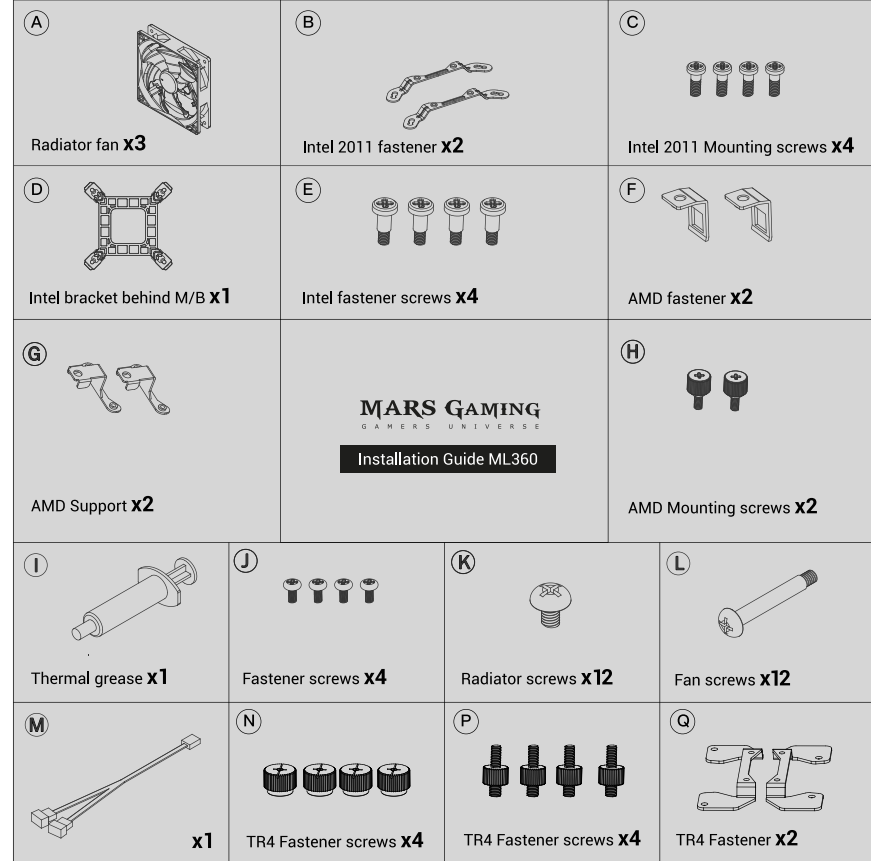 A
Radiator fan x3
B
Intel 2011 fastener x2
C
Intel 2011 Mounting screws x4
D
Intel bracket behind M/B x1
E
Intel fastener screws x4
F
AMD fastener x2
G
AMD Support x2
MARS GAMING
GAMERS UNIVERSE
Installation Guide ML360
H
AMD Mounting screws x2
I
Thermal grease x1
J
Fastener screws x4
K
Radiator screws x12
L
Fan screws x12
M
x1
N
TR4 Fastener screws x4
P
TR4 Fastener screws x4
Q
TR4 Fastener x2